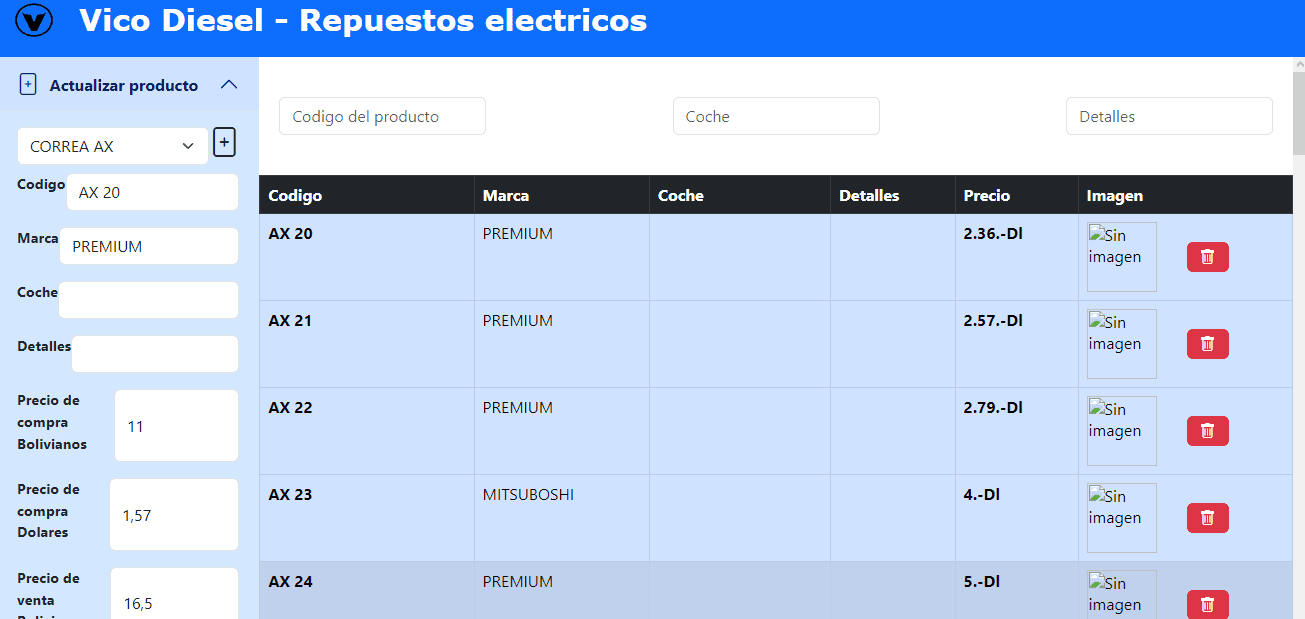 V Vico Diesel - Repuestos electricos
Actualizar producto
CORREA AX
Codigo AX 20
Marca PREMIUM
Coche
Detalles
Precio de
compra
Bolivianos
11
Precio de
compra
Dolares
1,57
Precio de
venta
16,5
Codigo del producto Coche Detalles
Codigo Marca Coche Detalles Precio Imagen
AX 20 PREMIUM 2.36.-Dl Sin
imagen
AX 21 PREMIUM 2.57.-Dl Sin
imagen
AX 22 PREMIUM 2.79.-Dl Sin
imagen
AX 23 MITSUBOSHI 4.-Dl Sin
imagen
AX 24 PREMIUM 5.-Dl Sin
imagen